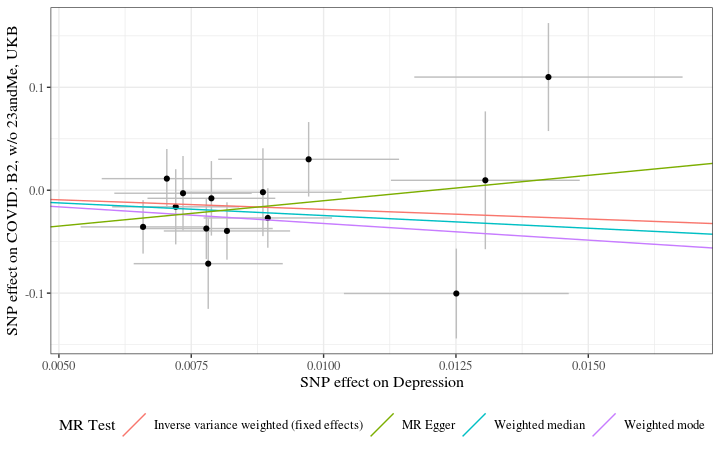 SNP effect on COVID: B2, w/o 23andMe, UKB
0.1
0.0
-0.1
0.0050 0.0075 0.0100 0.0125 0.0150
SNP effect on Depression
MR Test Inverse variance weighted (fixed effects) MR Egger Weighted median Weighted mode